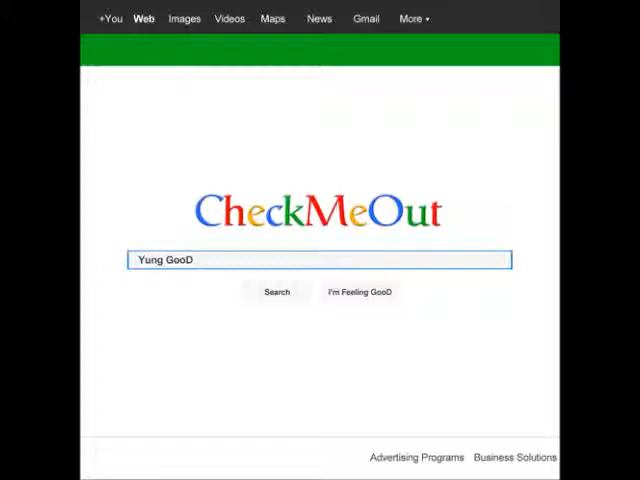 +You Web Images Videos Maps News Gmail More
CheckMeOut
Yung GooD
Search I'm Feeling GooD
Advertising Programs Business Solutions